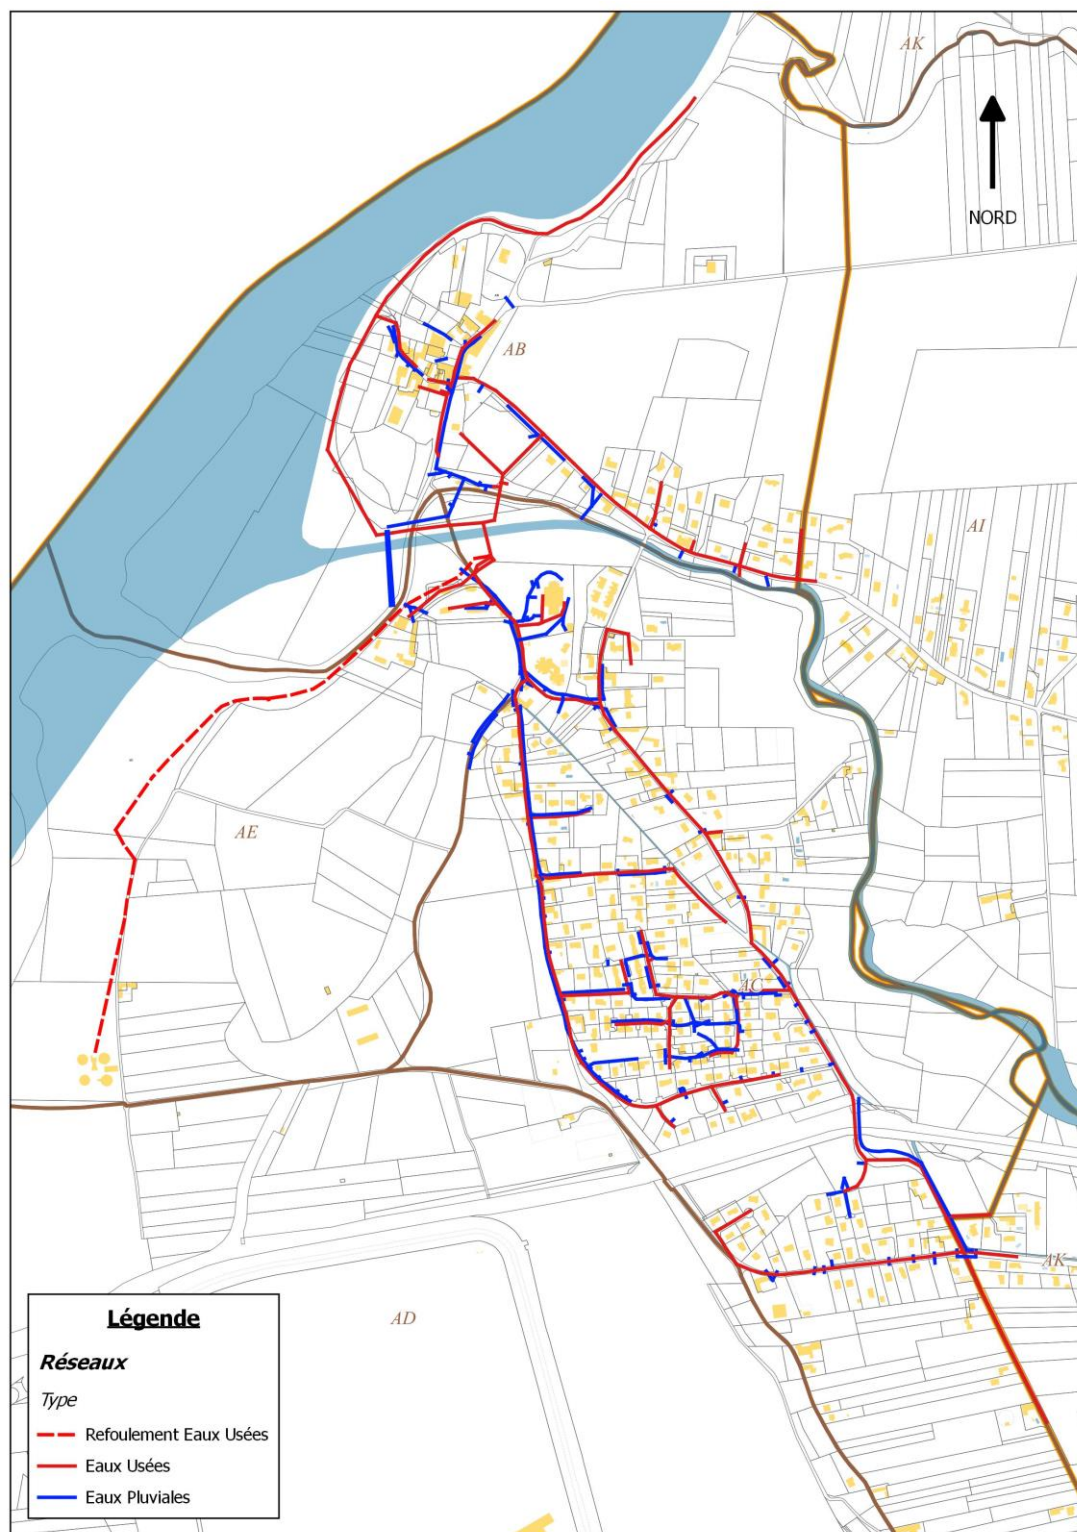 AK
NORD
AB
AI
AE
AC
AK
AD
Légende
Réseaux
Type
Refoulement Eaux Usées
Eaux Usées
Eaux Pluviales